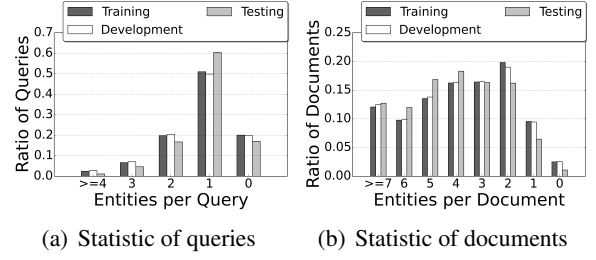 Training
Testing
Development
Ratio of Queries
0.7
0.6
0.5
0.4
0.3
0.2
0.1
0.0
>=4 3 2 1 0
Entities per Query
(a) Statistic of queries
Training
Testing
Development
Ratio of Documents
0.25
0.20
0.15
0.10
0.05
0.00
>=7 6 5 4 3 2 1 0
Entities per Document
(b) Statistic of documents